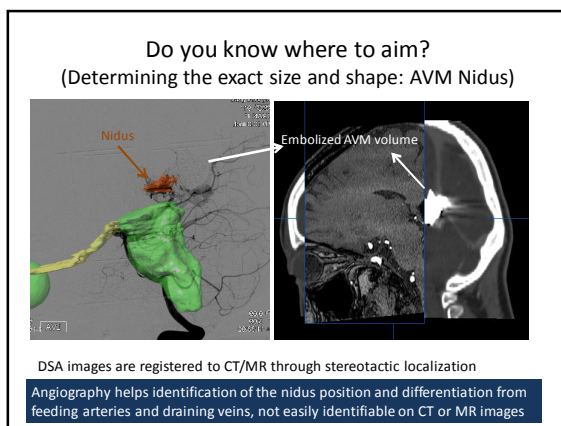 Do you know where to aim?
(Determining the exact size and shape: AVM Nidus)
Nidus
Embolized AVM volume
DSA images are registered to CT/MR through stereotactic localization
Angiography helps identification of the nidus position and differentiation from
feeding arteries and draining veins, not easily identifiable on CT or MR images